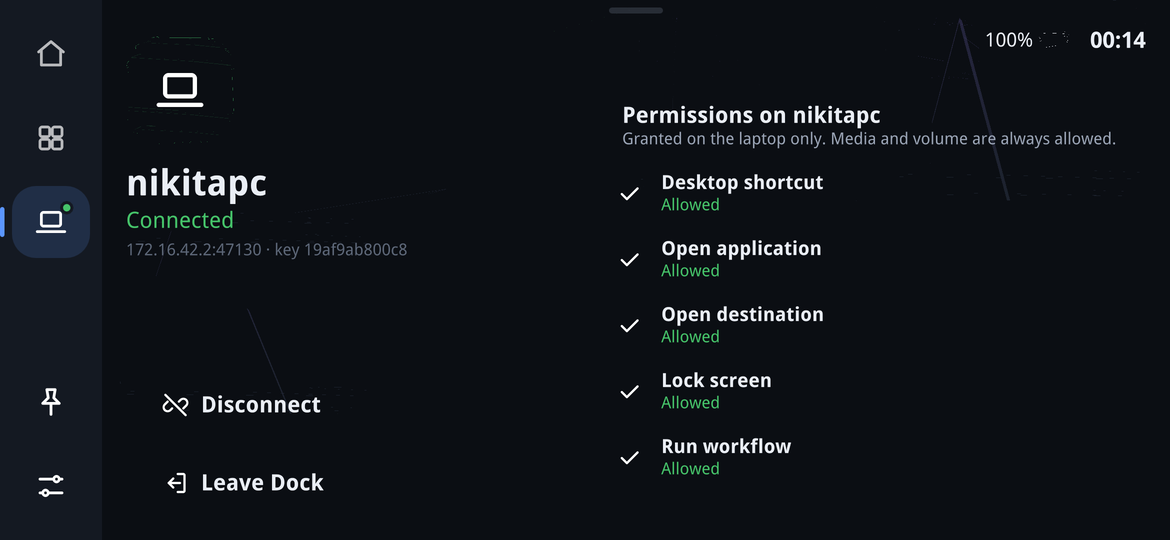 100%
00:14
nikitapc
Connected
172.16.42.2:47130 · key 19af9ab800c8
Disconnect
Leave Dock
Permissions on nikitapc
Granted on the laptop only. Media and volume are always allowed.
Desktop shortcut
Allowed
Open application
Allowed
Open destination
Allowed
Lock screen
Allowed
Run workflow
Allowed